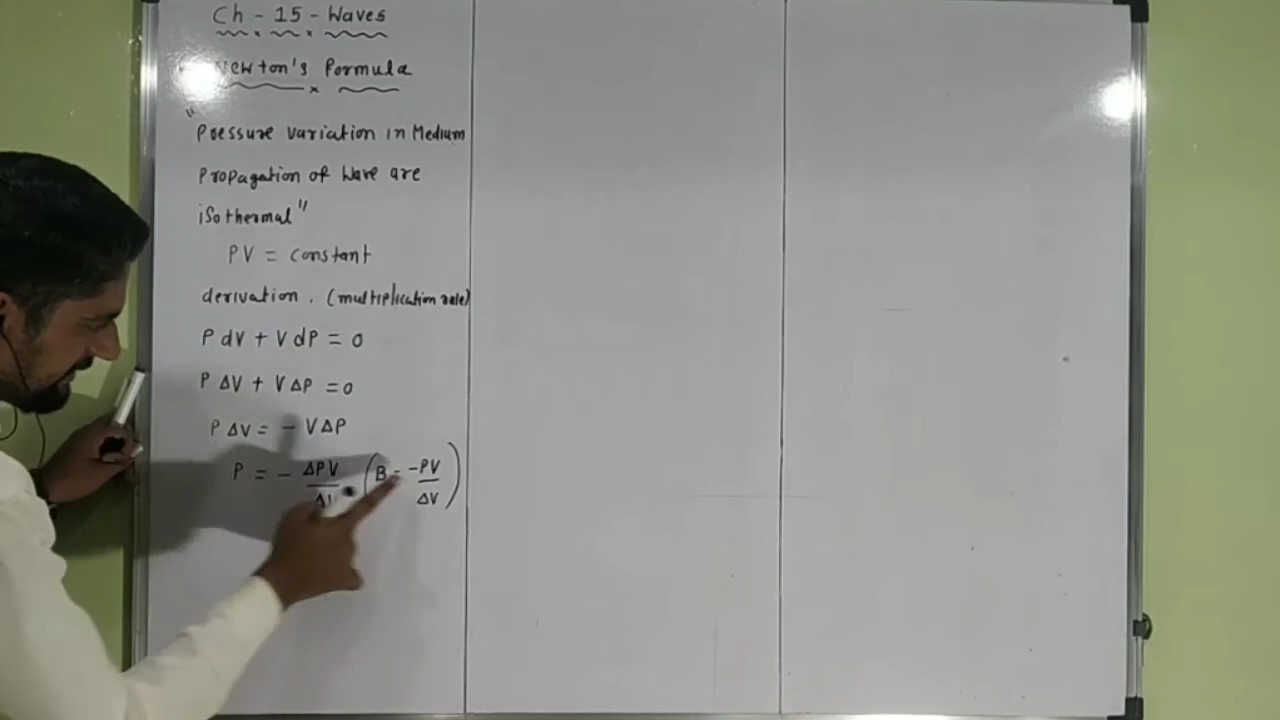 Ch - 15 - Waves
Newton's Formula
"Pressure variation in Medium
Propagation of Wave are
isothermal"
PV = constant
derivation. (multiplication rule)
P dV + V dP = 0
P ΔV + V ΔP = 0
P ΔV = - V ΔP
P = - ΔPV / ΔV (B = -PV / ΔV)